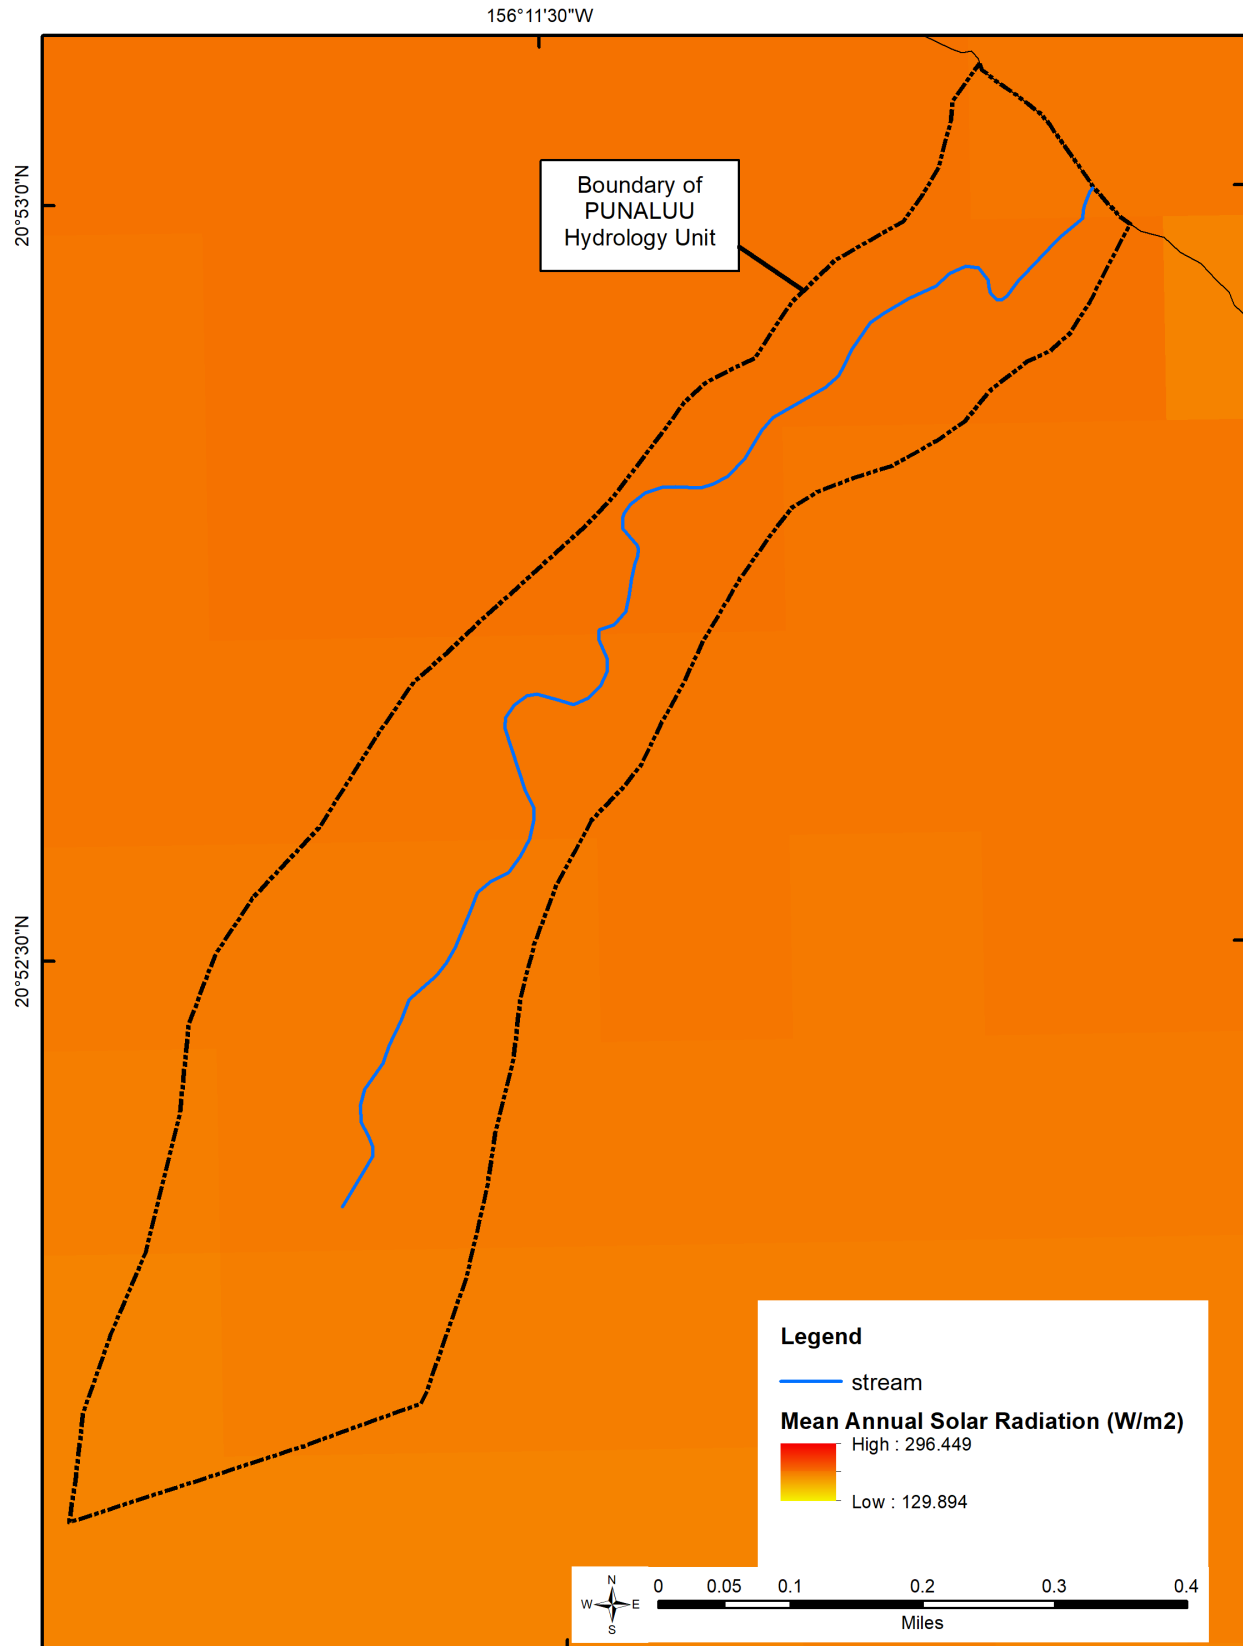 156°11'30"W
20°53'0"N
Boundary of
PUNALUU
Hydrology Unit
20°52'30"N
Legend
stream
Mean Annual Solar Radiation (W/m2)
High : 296.449
Low : 129.894
N
W E
S
0 0.05 0.1 0.2 0.3 0.4
Miles